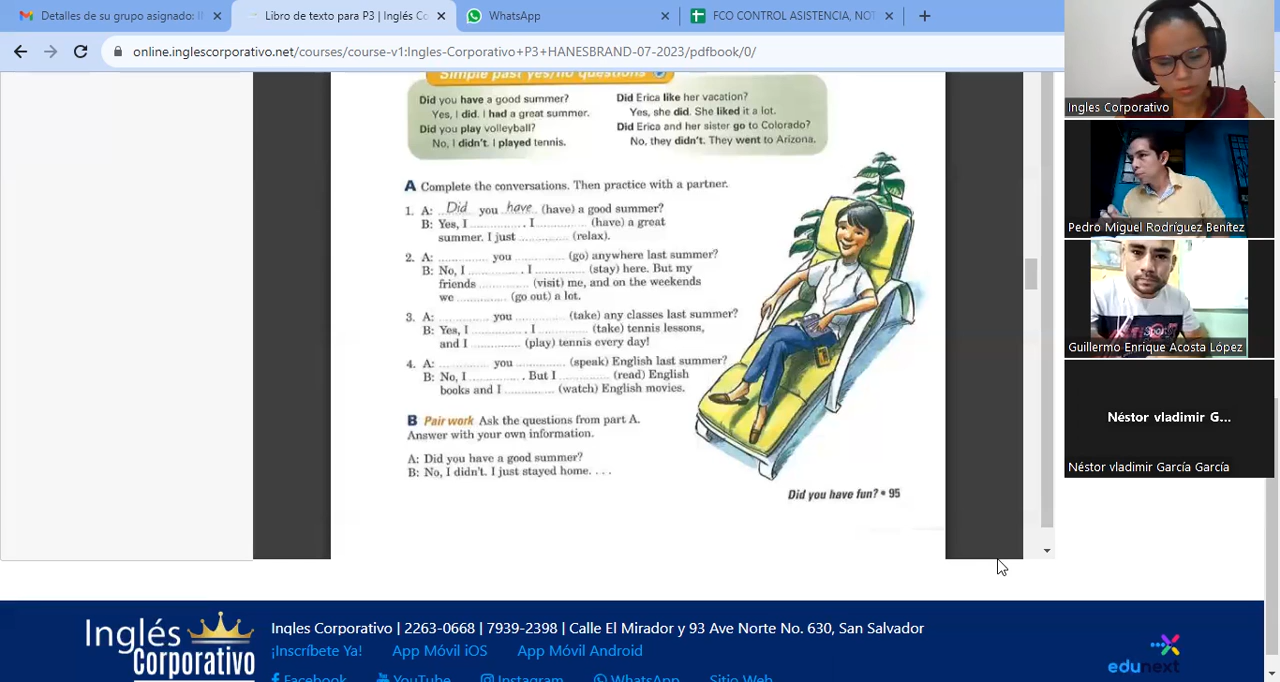 Detalles de su grupo asignado: I
Libro de texto para P3 | Inglés Co
WhatsApp
FCO CONTROL ASISTENCIA, NOT
online.inglescorporativo.net/courses/course-v1:Ingles-Corporativo+P3+HANESBRAND-07-2023/pdfbook/0/
Simple past yes/no questions
Did you have a good summer?
Yes, I did. I had a great summer.
Did you play volleyball?
No, I didn't. I played tennis.
Did Erica like her vacation?
Yes, she did. She liked it a lot.
Did Erica and her sister go to Colorado?
No, they didn't. They went to Arizona.
A Complete the conversations. Then practice with a partner.
1. A: Did you have (have) a good summer?
B: Yes, I .......... . I .......... (have) a great
summer. I just .......... (relax).
2. A: .......... you .......... (go) anywhere last summer?
B: No, I .......... . I .......... (stay) here. But my
friends .......... (visit) me, and on the weekends
we .......... (go out) a lot.
3. A: .......... you .......... (take) any classes last summer?
B: Yes, I .......... . I .......... (take) tennis lessons,
and I .......... (play) tennis every day!
4. A: .......... you .......... (speak) English last summer?
B: No, I .......... . But I .......... (read) English
books and I .......... (watch) English movies.
B Pair work Ask the questions from part A.
Answer with your own information.
A: Did you have a good summer?
B: No, I didn't. I just stayed home. . . .
Did you have fun? • 95
Ingles Corporativo
Pedro Miguel Rodríguez Benítez
Guillermo Enrique Acosta López
Néstor vladimir G...
Néstor vladimir García García
Inglés
Corporativo
Ingles Corporativo | 2263-0668 | 7939-2398 | Calle El Mirador y 93 Ave Norte No. 630, San Salvador
¡Inscríbete Ya! App Móvil iOS App Móvil Android
Facebook YouTube Instagram WhatsApp Sitio Web
edunext